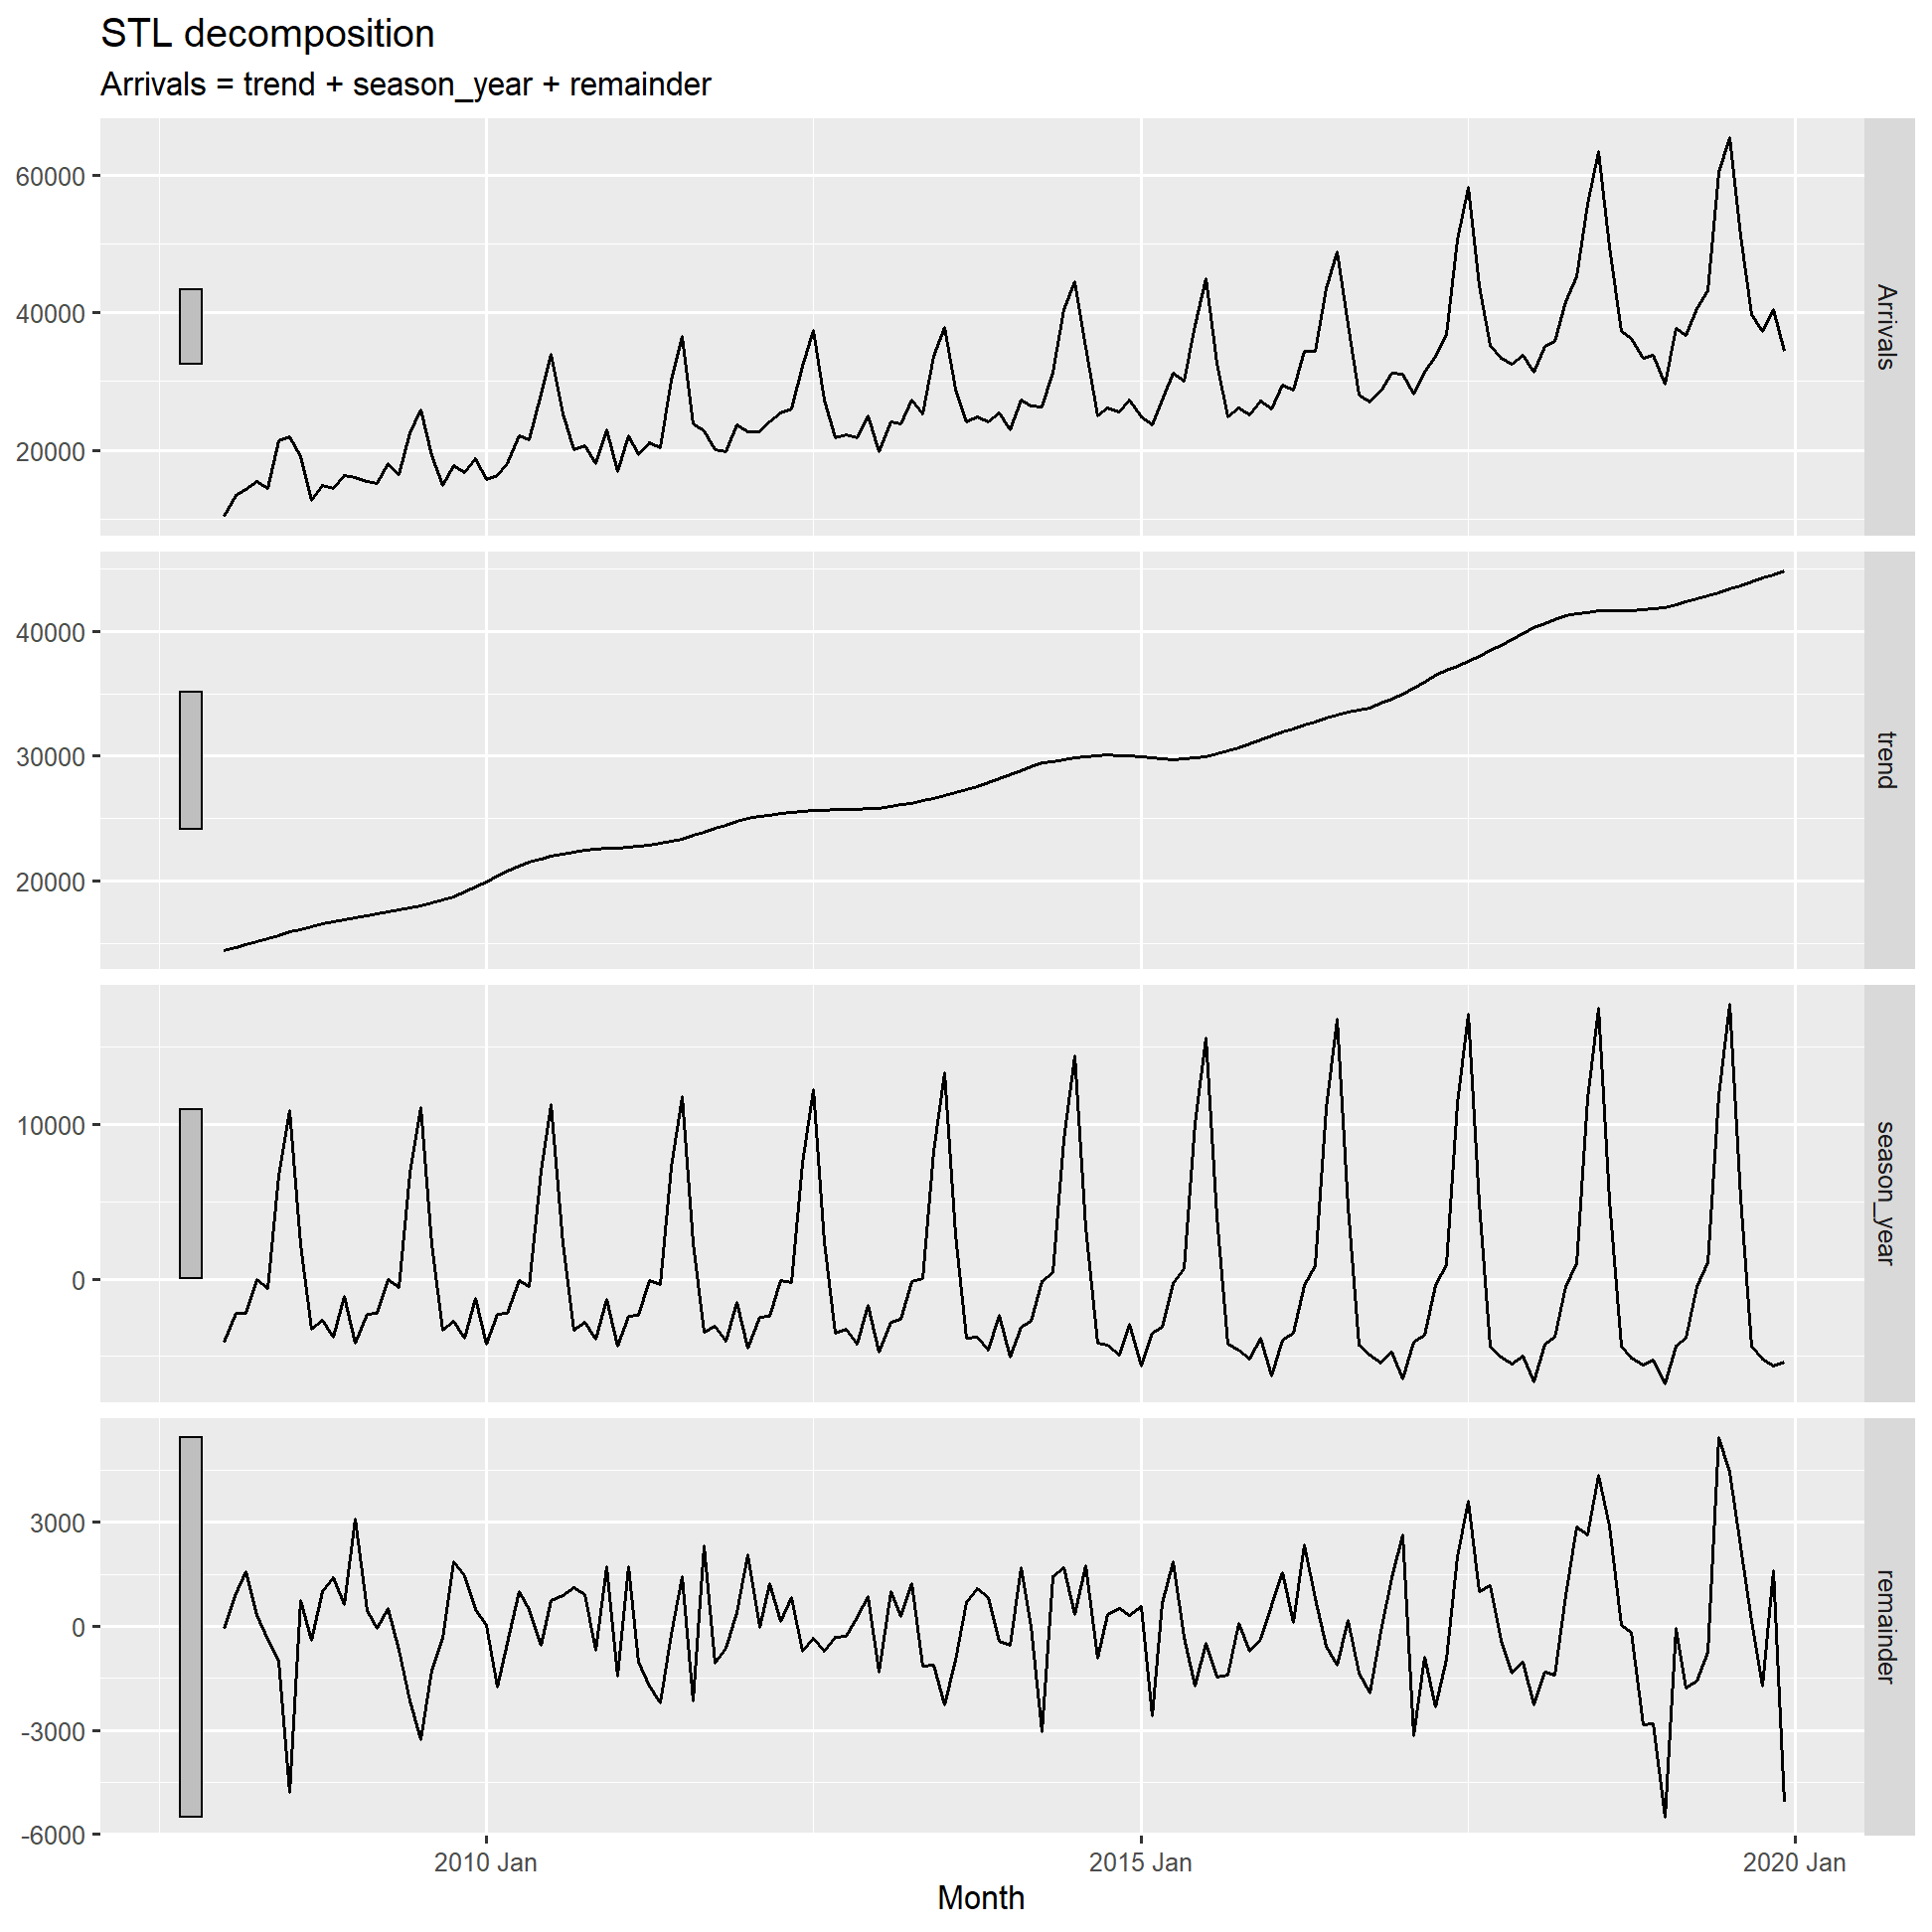 STL decomposition
Arrivals = trend + season_year + remainder
60000
40000
20000
Arrivals
40000
30000
20000
trend
10000
0
season_year
3000
0
-3000
-6000
remainder
2010 Jan
2015 Jan
2020 Jan
Month